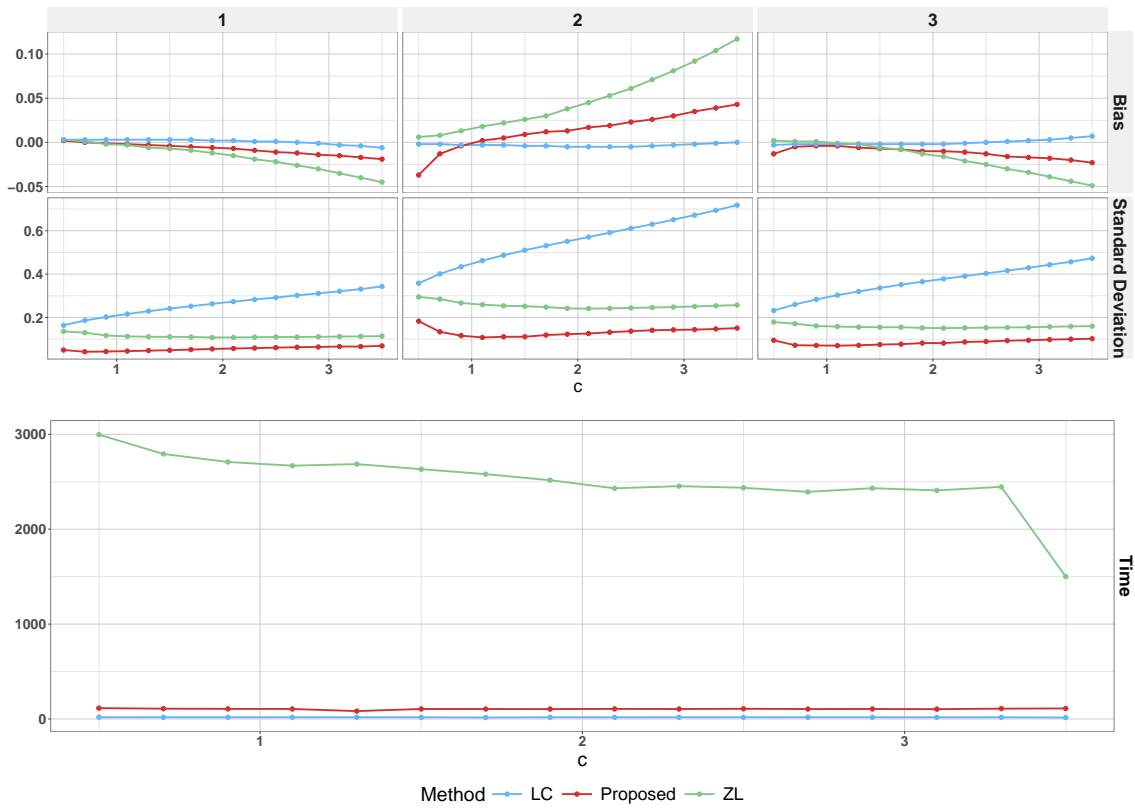 1 2 3
0.10
0.05
0.00
−0.05
Bias
0.6
0.4
0.2
Standard Deviation
1 2 3 1 2 3 1 2 3
c
3000
2000
1000
0
Time
1 2 3
c
Method LC Proposed ZL